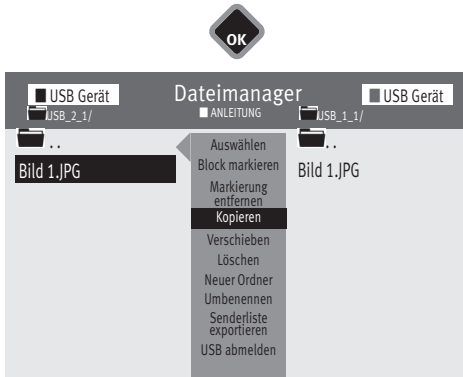 OK
USB Gerät
Dateimanager
USB Gerät
USB_2_1/
ANLEITUNG
USB_1_1/
..
Bild 1.JPG
Auswählen
Block markieren
Markierung
entfernen
Kopieren
Verschieben
Löschen
Neuer Ordner
Umbenennen
Senderliste
exportieren
USB abmelden
..
Bild 1.JPG